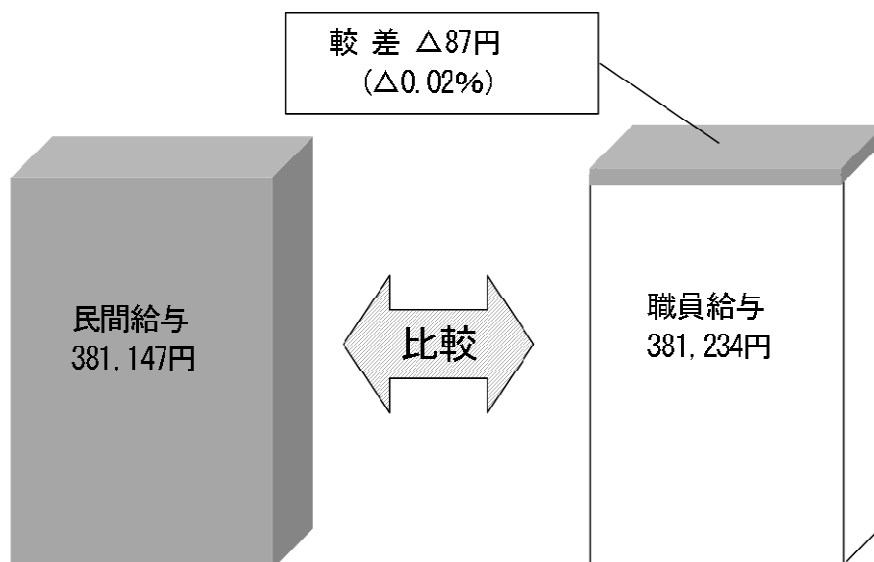 較 差 △87円
(△0.02%)
民間給与
381,147円
比較
職員給与
381,234円